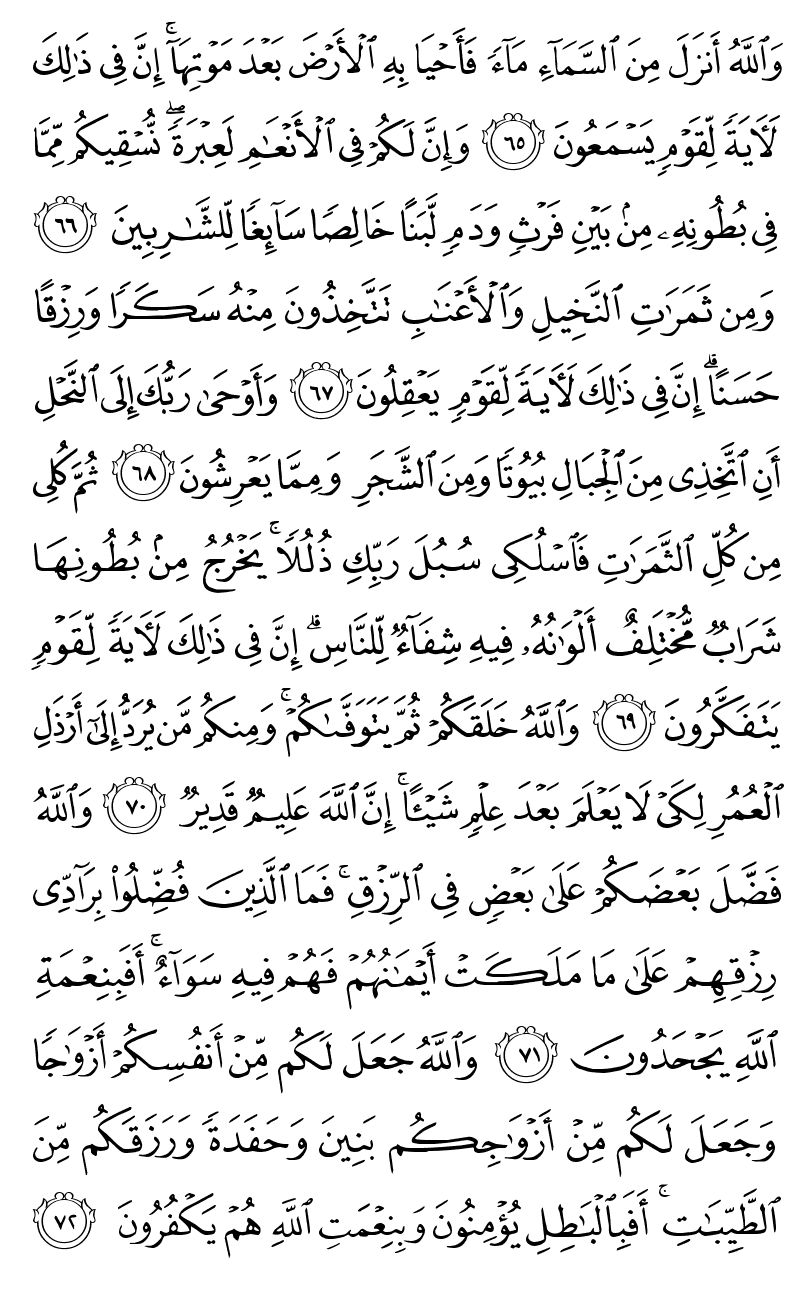 وَٱللَّهُ أَنزَلَ مِنَ ٱلسَّمَآءِ مَآءً فَأَحْيَا بِهِ ٱلْأَرْضَ بَعْدَ مَوْتِهَآ ۚ إِنَّ فِى ذَٰلِكَ
لَـَٔايَةً لِّقَوْمٍ يَسْمَعُونَ ٦٥ وَإِنَّ لَكُمْ فِى ٱلْأَنْعَـٰمِ لَعِبْرَةً ۖ نُّسْقِيكُم مِّمَّا
فِى بُطُونِهِۦ مِنۢ بَيْنِ فَرْثٍ وَدَمٍ لَّبَنًا خَالِصًا سَآئِغًا لِّلشَّـٰرِبِينَ ٦٦
وَمِن ثَمَرَٰتِ ٱلنَّخِيلِ وَٱلْأَعْنَـٰبِ تَتَّخِذُونَ مِنْهُ سَكَرًا وَرِزْقًا
حَسَنًا ۗ إِنَّ فِى ذَٰلِكَ لَـَٔايَةً لِّقَوْمٍ يَعْقِلُونَ ٦٧ وَأَوْحَىٰ رَبُّكَ إِلَى ٱلنَّحْلِ
أَنِ ٱتَّخِذِى مِنَ ٱلْجِبَالِ بُيُوتًا وَمِنَ ٱلشَّجَرِ وَمِمَّا يَعْرِشُونَ ٦٨ ثُمَّ كُلِى
مِن كُلِّ ٱلثَّمَرَٰتِ فَٱسْلُكِى سُبُلَ رَبِّكِ ذُلُلًا ۚ يَخْرُجُ مِنۢ بُطُونِهَا
شَرَابٌ مُّخْتَلِفٌ أَلْوَٰنُهُۥ فِيهِ شِفَآءٌ لِّلنَّاسِ ۗ إِنَّ فِى ذَٰلِكَ لَـَٔايَةً لِّقَوْمٍ
يَتَفَكَّرُونَ ٦٩ وَٱللَّهُ خَلَقَكُمْ ثُمَّ يَتَوَفَّىٰكُمْ ۚ وَمِنكُم مَّن يُرَدُّ إِلَىٰٓ أَرْذَلِ
ٱلْعُمُرِ لِكَىْ لَا يَعْلَمَ بَعْدَ عِلْمٍ شَيْـًٔا ۚ إِنَّ ٱللَّهَ عَلِيمٌ قَدِيرٌ ٧٠ وَٱللَّهُ
فَضَّلَ بَعْضَكُمْ عَلَىٰ بَعْضٍ فِى ٱلرِّزْقِ ۚ فَمَا ٱلَّذِينَ فُضِّلُوا۟ بِرَآدِّى
رِزْقِهِمْ عَلَىٰ مَا مَلَكَتْ أَيْمَـٰنُهُمْ فَهُمْ فِيهِ سَوَآءٌ ۚ أَفَبِنِعْمَةِ
ٱللَّهِ يَجْحَدُونَ ٧١ وَٱللَّهُ جَعَلَ لَكُم مِّنْ أَنفُسِكُمْ أَزْوَٰجًا
وَجَعَلَ لَكُم مِّنْ أَزْوَٰجِكُم بَنِينَ وَحَفَدَةً وَرَزَقَكُم مِّنَ
ٱلطَّيِّبَـٰتِ ۚ أَفَبِٱلْبَـٰطِلِ يُؤْمِنُونَ وَبِنِعْمَتِ ٱللَّهِ هُمْ يَكْفُرُونَ ٧٢